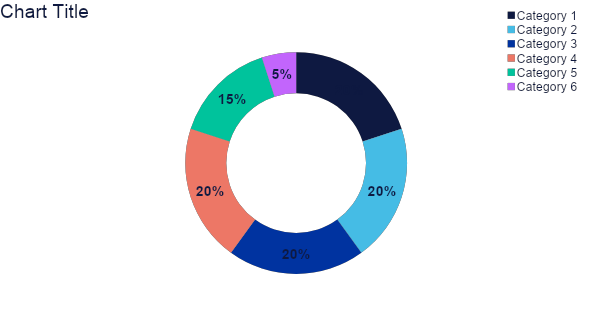 Chart Title
Category 1
Category 2
Category 3
Category 4
Category 5
Category 6
5%
15%
20%
20%
20%